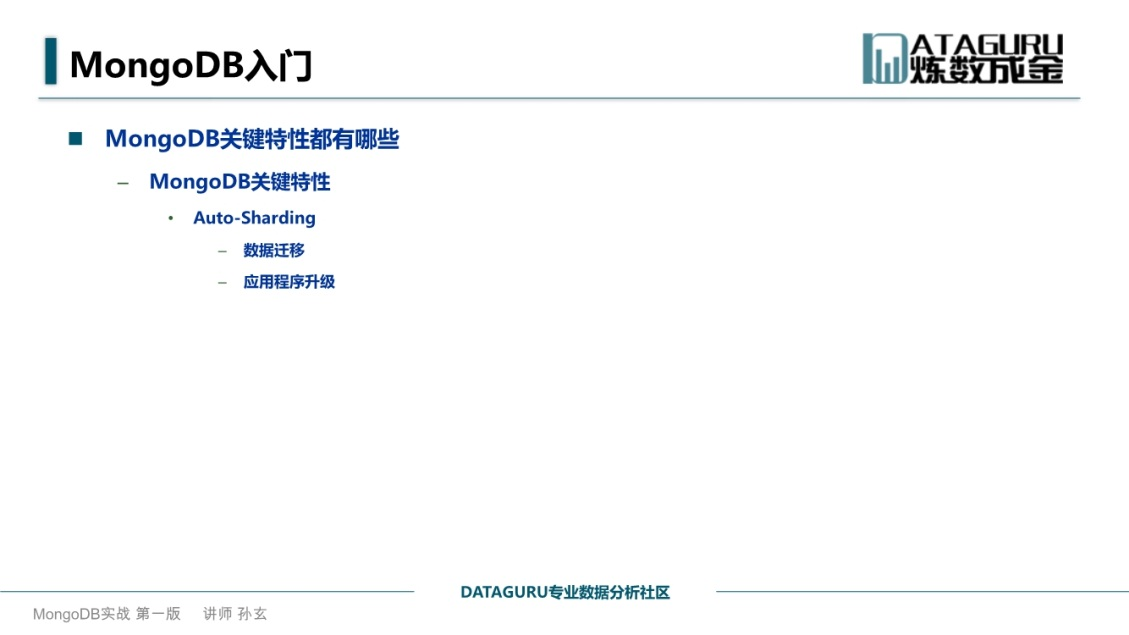 MongoDB入门
DATAGURU
炼数成金
MongoDB关键特性都有哪些
– MongoDB关键特性
• Auto-Sharding
– 数据迁移
– 应用程序升级
DATAGURU专业数据分析社区
MongoDB实战 第一版 讲师 孙玄